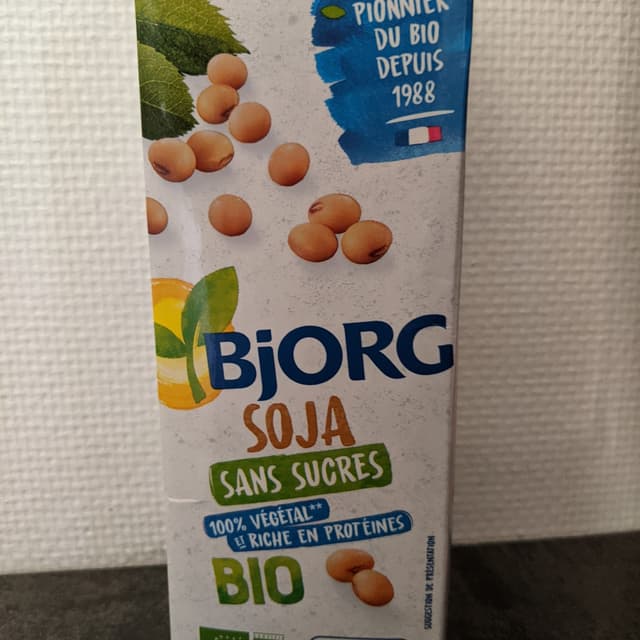 PIONNIER
DU BIO
DEPUIS
1988
BjORG
SOJA
SANS SUCRES
100% VÉGÉTAL**
ET RICHE EN PROTÉINES
BIO
SUGGESTION DE PRÉSENTATION